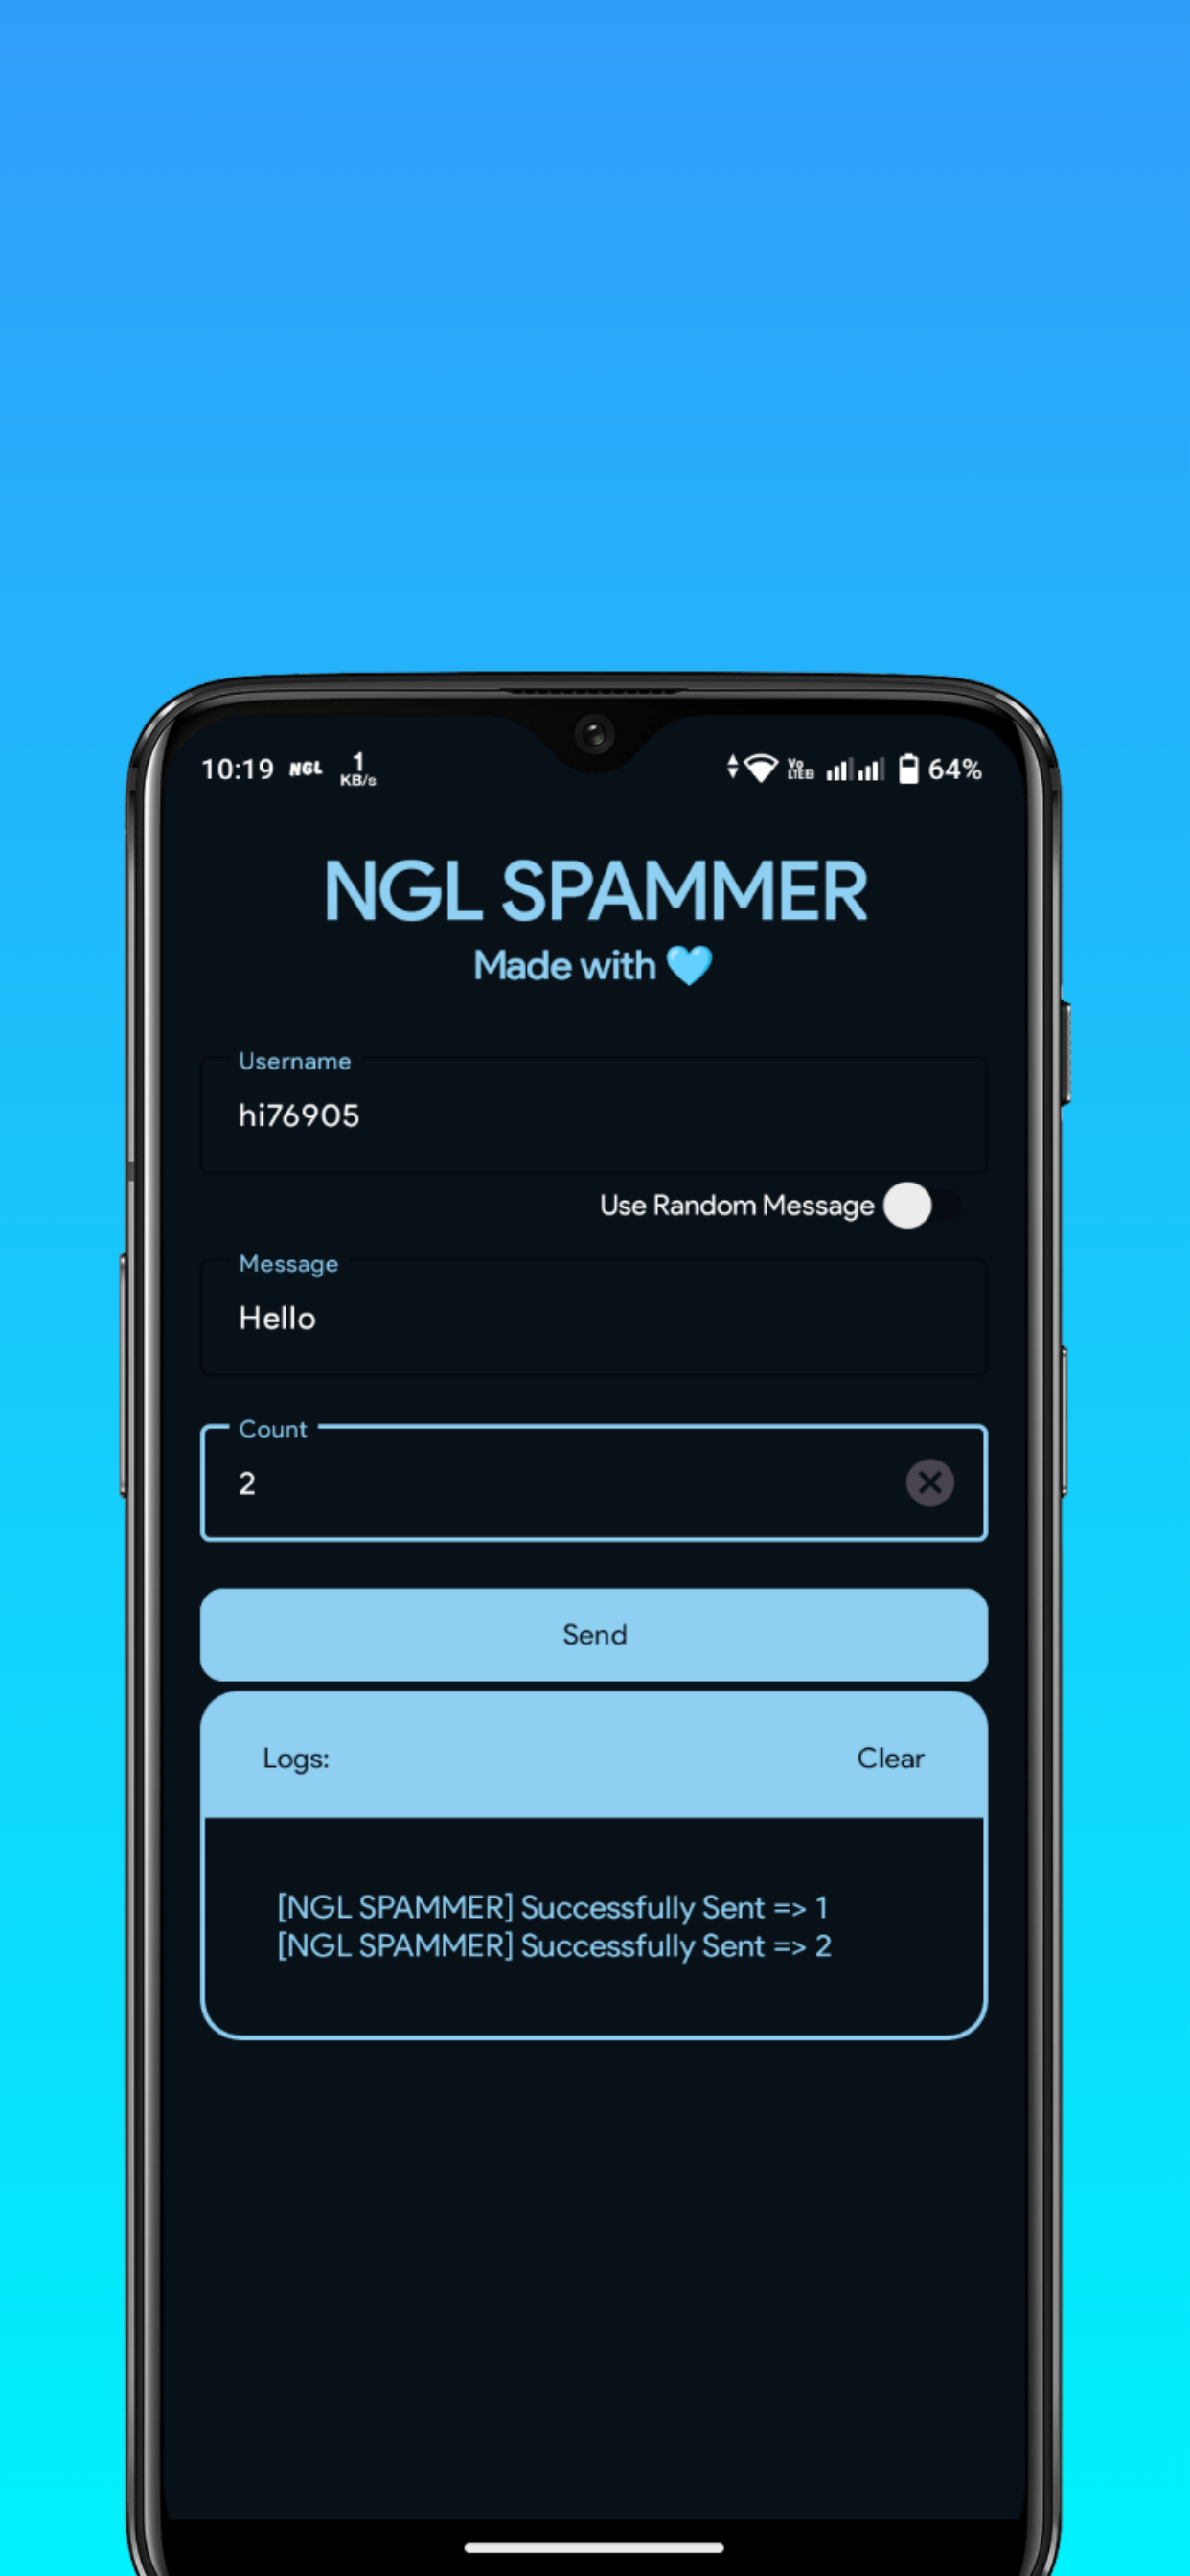 10:19 NGL 1 KB/s Vo LTE2 64%
NGL SPAMMER
Made with 🩵
Username
hi76905
Use Random Message
Message
Hello
Count
2
Send
Logs: Clear
[NGL SPAMMER] Successfully Sent => 1
[NGL SPAMMER] Successfully Sent => 2